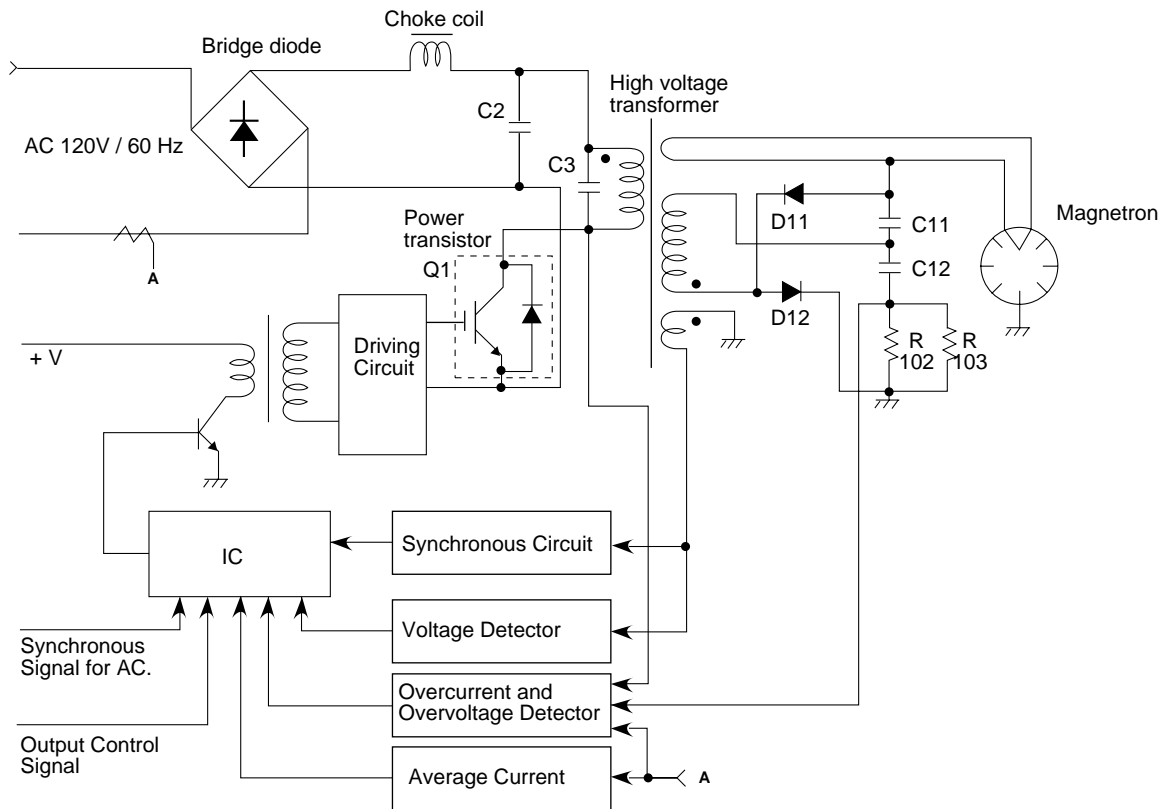 Choke coil
Bridge diode
High voltage
transformer
C2
AC 120V / 60 Hz
C3
D11
C11
Magnetron
Power
transistor
Q1
C12
A
D12
+ V
Driving
Circuit
R
102
R
103
IC
Synchronous Circuit
Voltage Detector
Synchronous
Signal for AC.
Overcurrent and
Overvoltage Detector
Output Control
Signal
Average Current
A